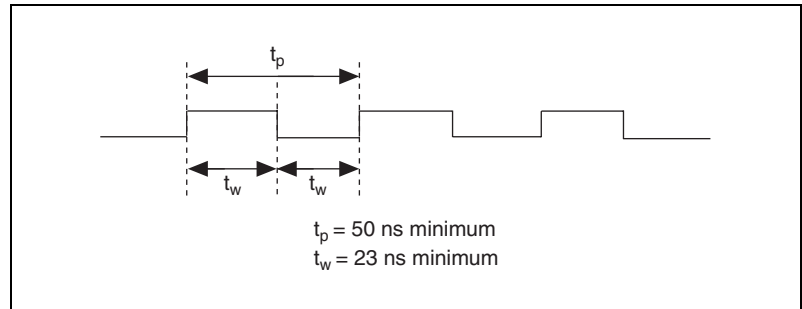 tp
tw tw
tp = 50 ns minimum
tw = 23 ns minimum